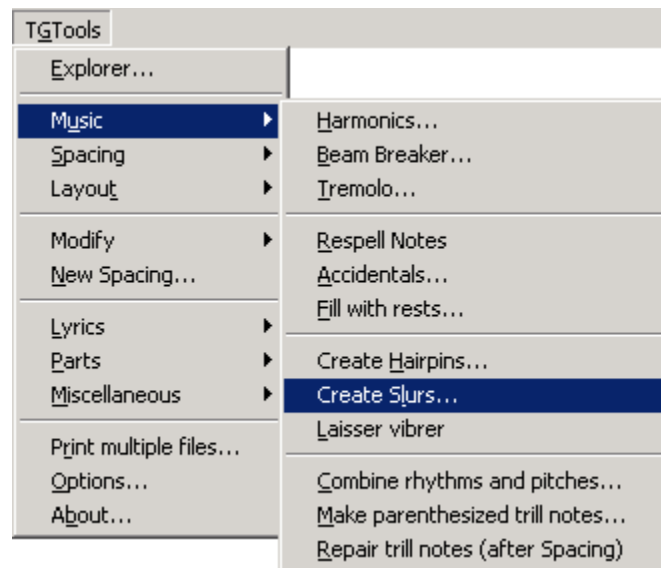 TGTools
Explorer...
Music
Spacing
Layout
Modify
New Spacing...
Lyrics
Parts
Miscellaneous
Print multiple files...
Options...
About...
Harmonics...
Beam Breaker...
Tremolo...
Respell Notes
Accidentals...
Fill with rests...
Create Hairpins...
Create Slurs...
Laisser vibrer
Combine rhythms and pitches...
Make parenthesized trill notes...
Repair trill notes (after Spacing)